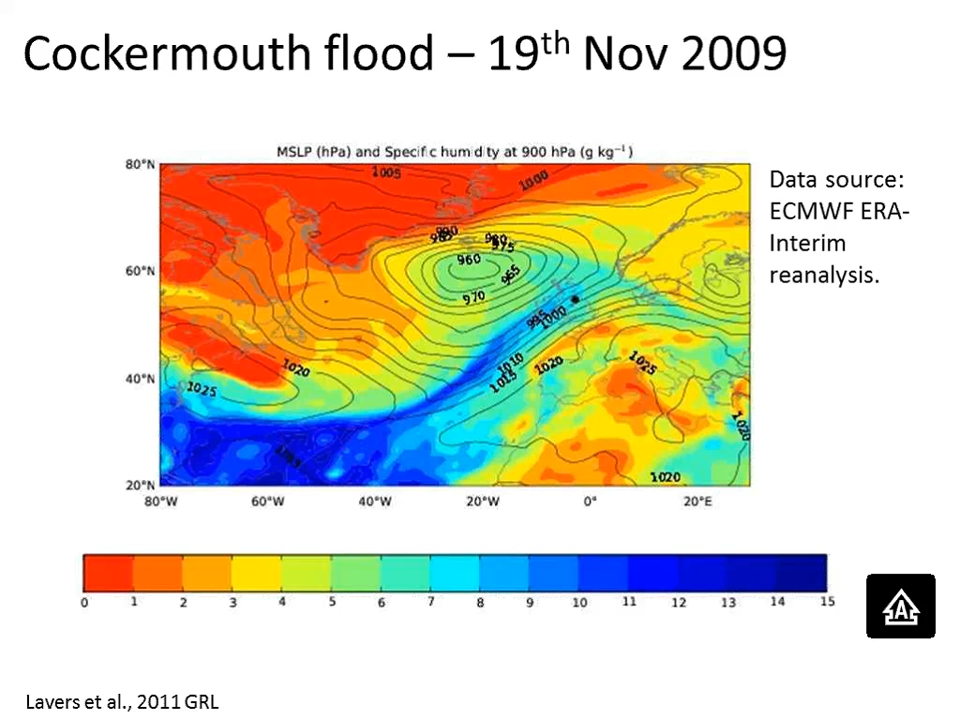 Cockermouth flood – 19th Nov 2009
MSLP (hPa) and Specific humidity at 900 hPa (g kg⁻¹)
Data source:
ECMWF ERA-
Interim
reanalysis.
80°N
60°N
40°N
20°N
1005
1000
980
980
975
960
965
970
995
1000
1010
1015
1020
1020
1025
1025
1020
1020
80°W 60°W 40°W 20°W 0° 20°E
0 1 2 3 4 5 6 7 8 9 10 11 12 13 14 15
A
Lavers et al., 2011 GRL